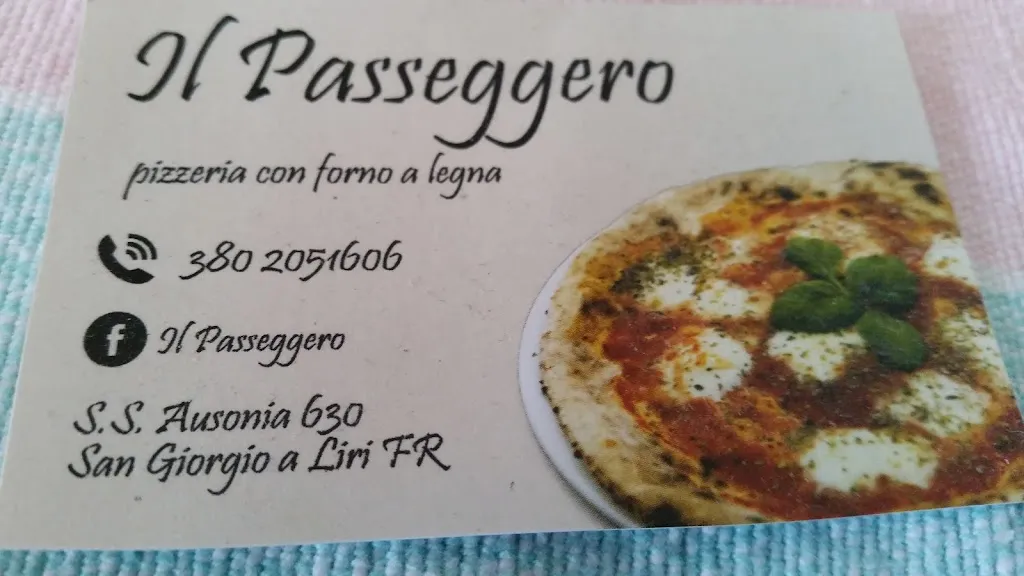 Il Passeggero
pizzeria con forno a legna
380 2051606
f Il Passeggero
S.S. Ausonia 630
San Giorgio a Liri FR